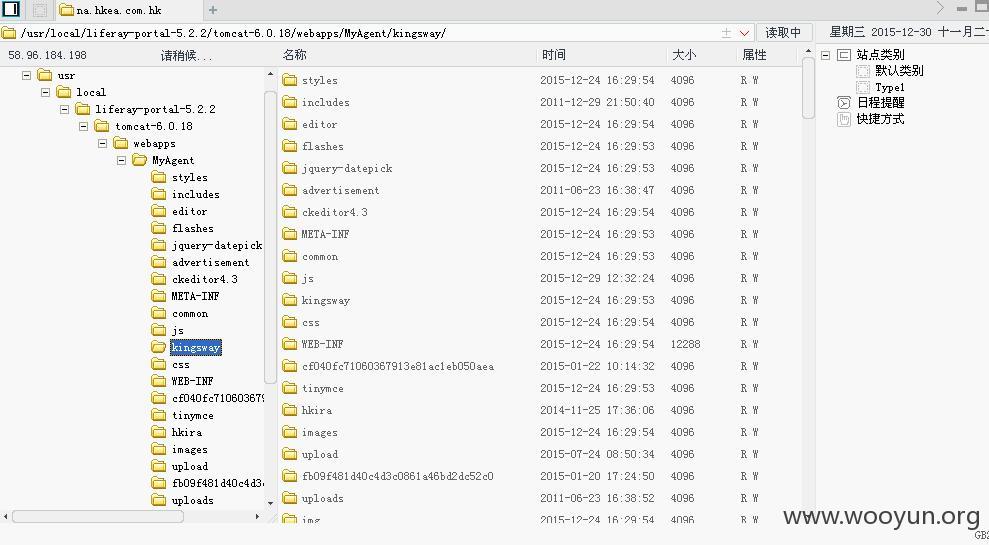 na.hkea.com.hk
/usr/local/liferay-portal-5.2.2/tomcat-6.0.18/webapps/MyAgent/kingsway/
读取中
星期三 2015-12-30 十一月二十
58.96.184.198 请稍候...
名称 时间 大小 属性
usr
local
liferay-portal-5.2.2
tomcat-6.0.18
webapps
MyAgent
styles
includes
editor
flashes
jquery-datepick
advertisement
ckeditor4.3
META-INF
common
js
kingsway
css
WEB-INF
cf040fc710603679
tinymce
hkira
images
upload
fb09f481d40c4d3c
uploads
styles 2015-12-24 16:29:54 4096 R W
includes 2011-12-29 21:50:40 4096 R W
editor 2015-12-24 16:29:54 4096 R W
flashes 2015-12-24 16:29:53 4096 R W
jquery-datepick 2015-12-24 16:29:53 4096 R W
advertisement 2011-06-23 16:38:47 4096 R W
ckeditor4.3 2015-12-24 16:29:54 4096 R W
META-INF 2015-12-24 16:29:53 4096 R W
common 2015-12-24 16:29:54 4096 R W
js 2015-12-29 12:32:24 4096 R W
kingsway 2015-12-24 16:29:53 4096 R W
css 2015-12-24 16:29:54 4096 R W
WEB-INF 2015-12-24 16:29:54 12288 R W
cf040fc71060367913e81ac1eb050aea 2015-01-22 10:14:32 4096 R W
tinymce 2015-12-24 16:29:53 4096 R W
hkira 2014-11-25 17:36:06 4096 R W
images 2015-12-24 16:29:54 4096 R W
upload 2015-07-24 08:50:34 4096 R W
fb09f481d40c4d3c0861a46bd2dc52c0 2015-01-20 17:24:50 4096 R W
uploads 2011-06-23 16:38:52 4096 R W
img 2015-12-24 16:29:54 4096 R W
站点类别
默认类别
Type1
日程提醒
快捷方式
www.wooyun.org